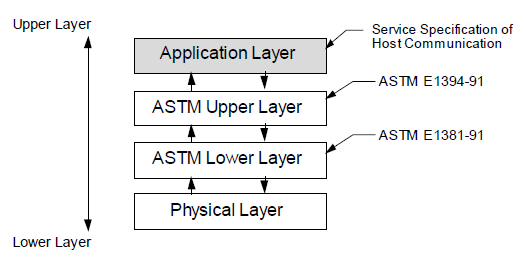 Upper Layer
Service Specification of
Host Communication
Application Layer
ASTM E1394-91
ASTM Upper Layer
ASTM E1381-91
ASTM Lower Layer
Physical Layer
Lower Layer